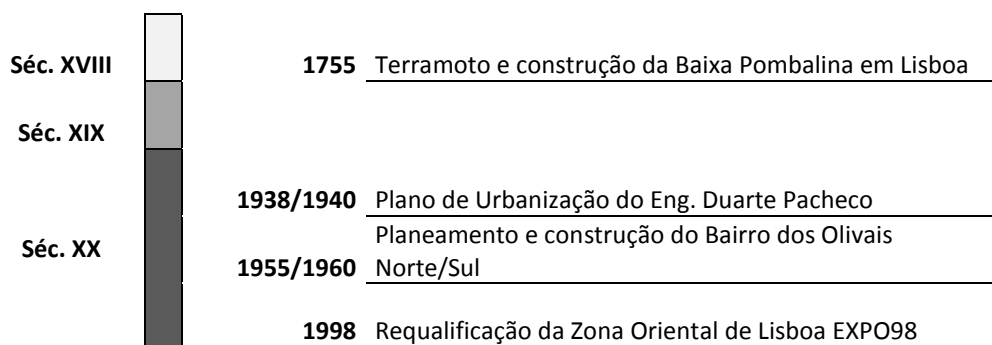 Séc. XVIII
1755 Terramoto e construção da Baixa Pombalina em Lisboa
Séc. XIX
1938/1940 Plano de Urbanização do Eng. Duarte Pacheco
Séc. XX
Planeamento e construção do Bairro dos Olivais
1955/1960 Norte/Sul
1998 Requalificação da Zona Oriental de Lisboa EXPO98